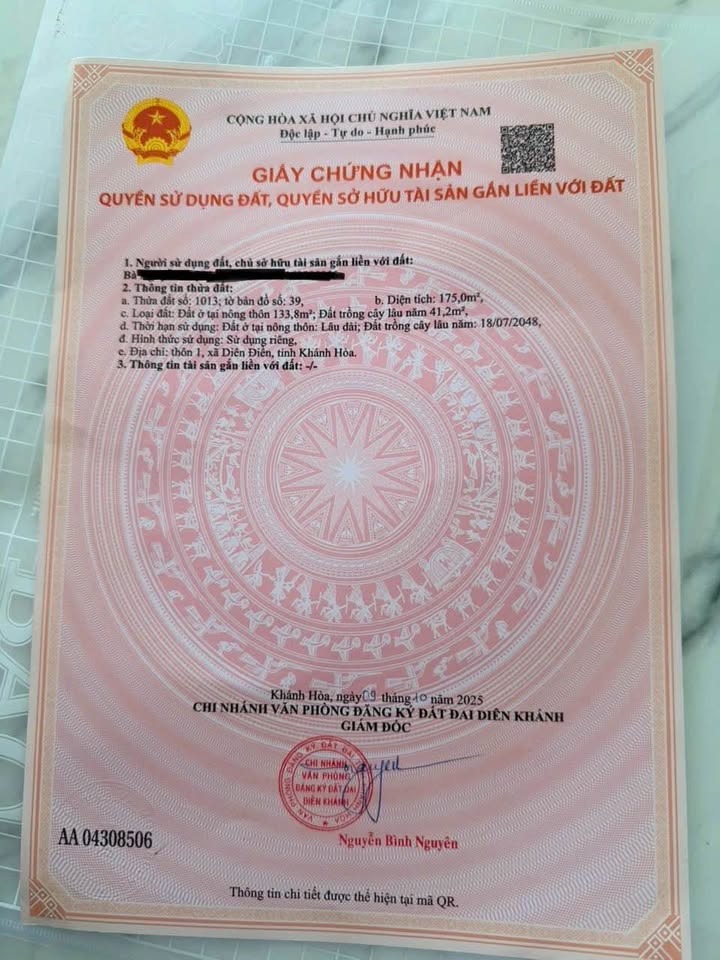 CỘNG HÒA XÃ HỘI CHỦ NGHĨA VIỆT NAM
Độc lập - Tự do - Hạnh phúc
GIẤY CHỨNG NHẬN
QUYỀN SỬ DỤNG ĐẤT, QUYỀN SỞ HỮU TÀI SẢN GẮN LIỀN VỚI ĐẤT
1. Người sử dụng đất, chủ sở hữu tài sản gắn liền với đất:
Bà
2. Thông tin thửa đất:
a. Thửa đất số: 1013; tờ bản đồ số: 39, b. Diện tích: 175,0m²,
c. Loại đất: Đất ở tại nông thôn 133,8m²; Đất trồng cây lâu năm 41,2m²,
d. Thời hạn sử dụng: Đất ở tại nông thôn: Lâu dài; Đất trồng cây lâu năm: 18/07/2048,
đ. Hình thức sử dụng: Sử dụng riêng,
e. Địa chỉ: thôn 1, xã Diên Điền, tỉnh Khánh Hòa.
3. Thông tin tài sản gắn liền với đất: -/-
Khánh Hòa, ngày 09 tháng 10 năm 2025
CHI NHÁNH VĂN PHÒNG ĐĂNG KÝ ĐẤT ĐAI DIÊN KHÁNH
GIÁM ĐỐC
VĂN PHÒNG ĐĂNG KÝ ĐẤT ĐAI
CHI NHÁNH
VĂN PHÒNG
ĐĂNG KÝ ĐẤT ĐAI
DIÊN KHÁNH
Nguyễn Bình Nguyên
AA 04308506
Thông tin chi tiết được thể hiện tại mã QR.